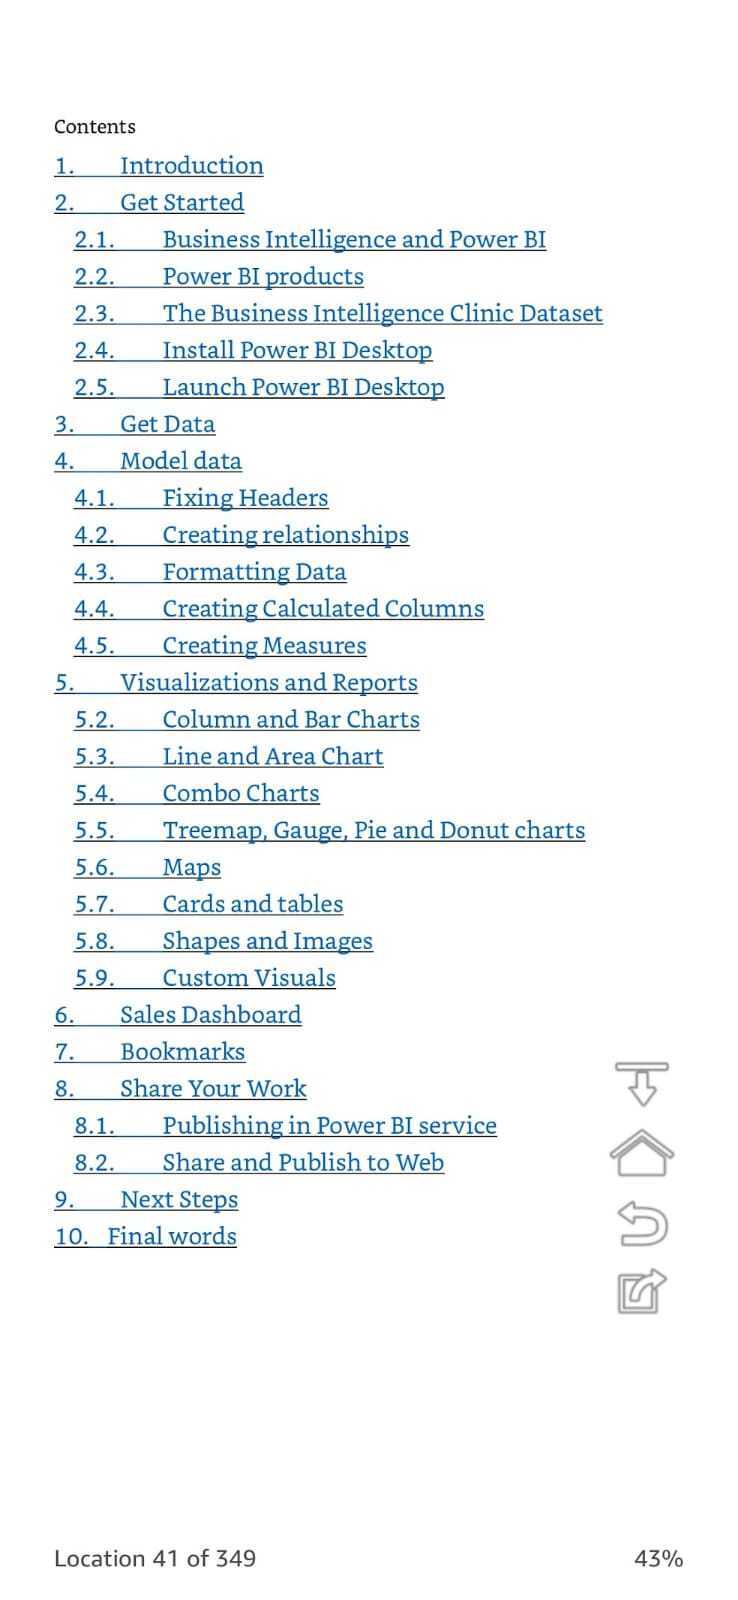 Contents
1. Introduction
2. Get Started
2.1. Business Intelligence and Power BI
2.2. Power BI products
2.3. The Business Intelligence Clinic Dataset
2.4. Install Power BI Desktop
2.5. Launch Power BI Desktop
3. Get Data
4. Model data
4.1. Fixing Headers
4.2. Creating relationships
4.3. Formatting Data
4.4. Creating Calculated Columns
4.5. Creating Measures
5. Visualizations and Reports
5.2. Column and Bar Charts
5.3. Line and Area Chart
5.4. Combo Charts
5.5. Treemap, Gauge, Pie and Donut charts
5.6. Maps
5.7. Cards and tables
5.8. Shapes and Images
5.9. Custom Visuals
6. Sales Dashboard
7. Bookmarks
8. Share Your Work
8.1. Publishing in Power BI service
8.2. Share and Publish to Web
9. Next Steps
10. Final words
Location 41 of 349 43%